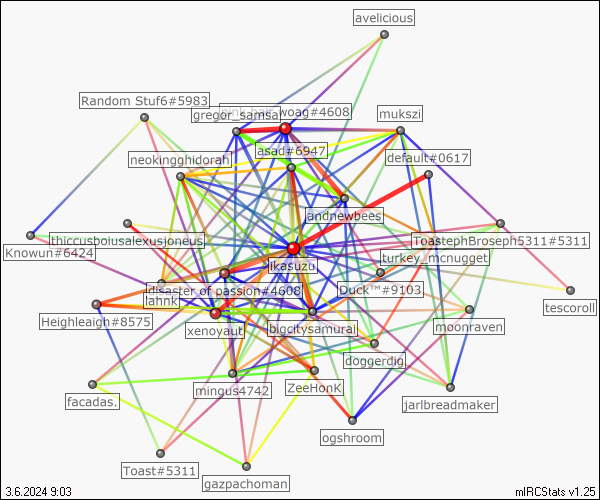 avelicious
Random Stuf6#5983
gregor_samsa
woag#4608
mukszi
asad#6947
neokingghidorah
default#0617
andnewbees
thiccusboiusalexusjoneus
ToastephBroseph5311#5311
Knowun#6424
turkey_mcnugget
ikasuzu
disaster of passion#4608
Duck™#9103
lahnk
tescoroll
Heighleaigh#8575
xenoyaut
bigcitysamurai
moonraven
doggerdig
mingus4742
ZeeHonK
facadas.
jarlbreadmaker
ogshroom
Toast#5311
gazpachoman
3.6.2024 9:03
mIRCStats v1.25